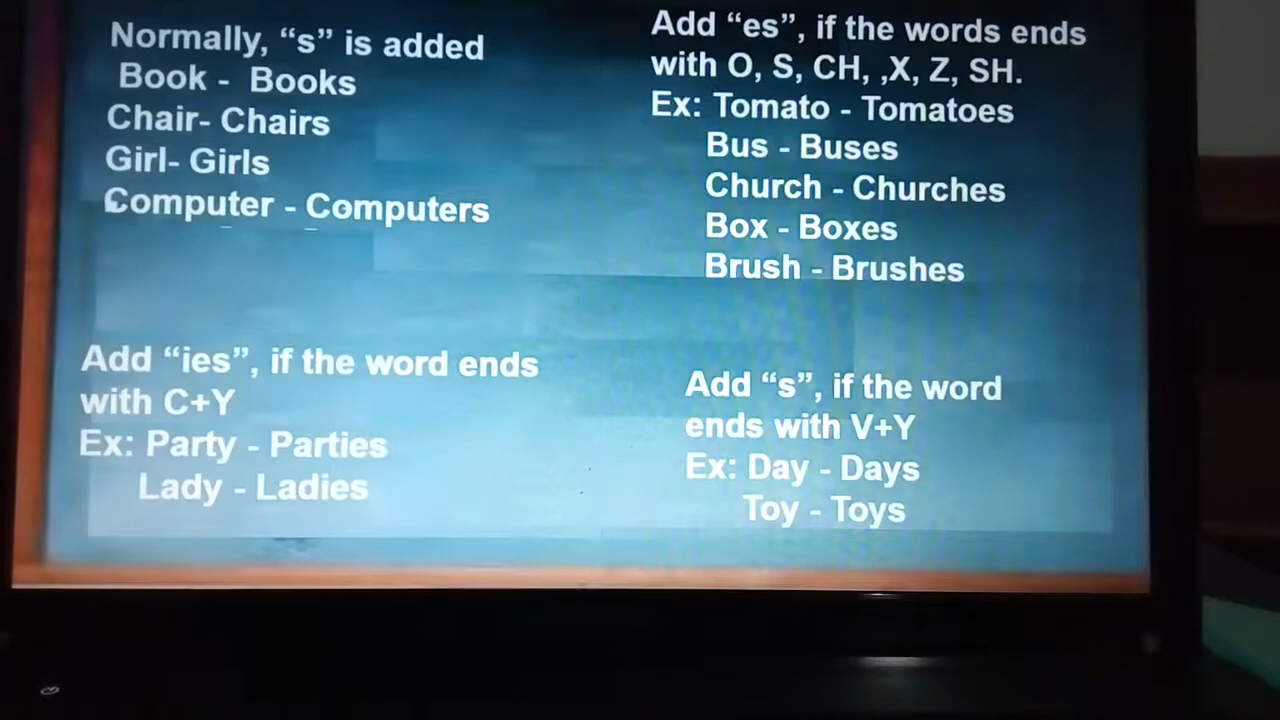 Normally, “s” is added
Book - Books
Chair- Chairs
Girl- Girls
Computer - Computers
Add “es”, if the words ends
with O, S, CH, ,X, Z, SH.
Ex: Tomato - Tomatoes
Bus - Buses
Church - Churches
Box - Boxes
Brush - Brushes
Add “ies”, if the word ends
with C+Y
Ex: Party - Parties
Lady - Ladies
Add “s”, if the word
ends with V+Y
Ex: Day - Days
Toy - Toys